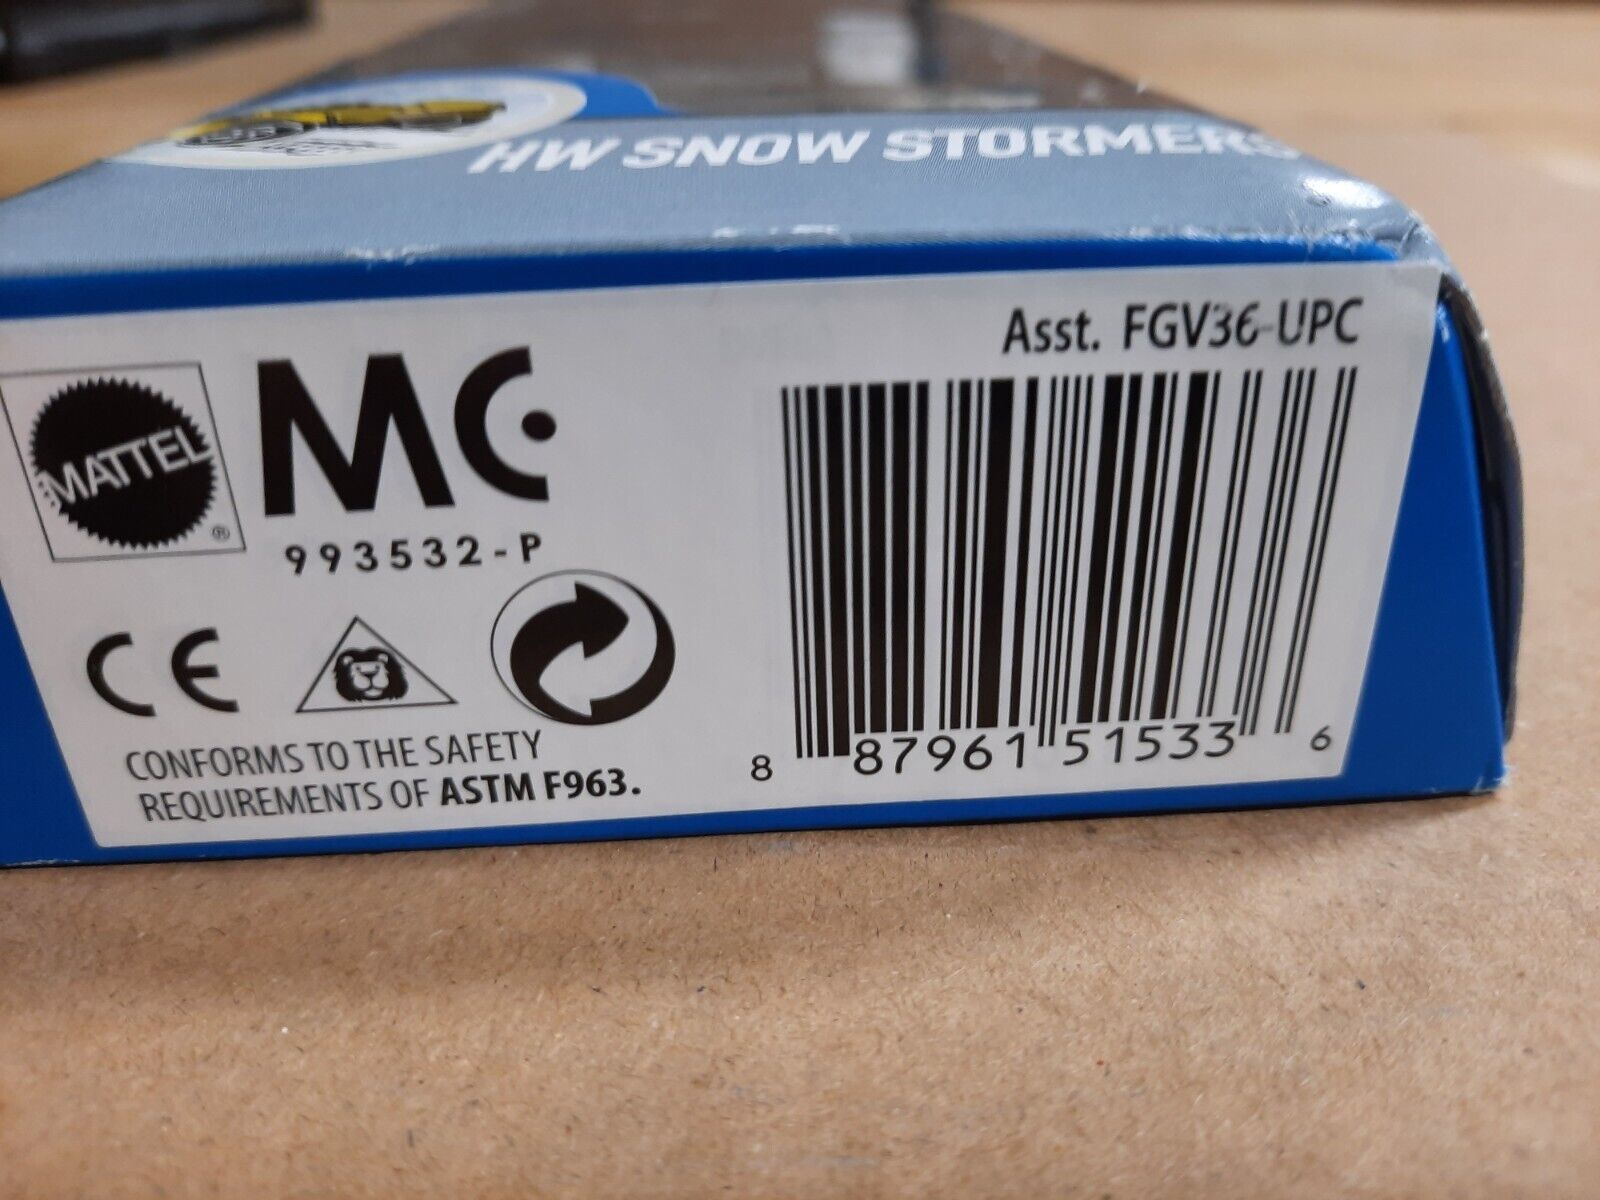 HW SNOW STORMERS
Asst. FGV36-UPC
MATTEL
®
MC
993532-P
CE
CONFORMS TO THE SAFETY
REQUIREMENTS OF ASTM F963.
8 87961 51533 6